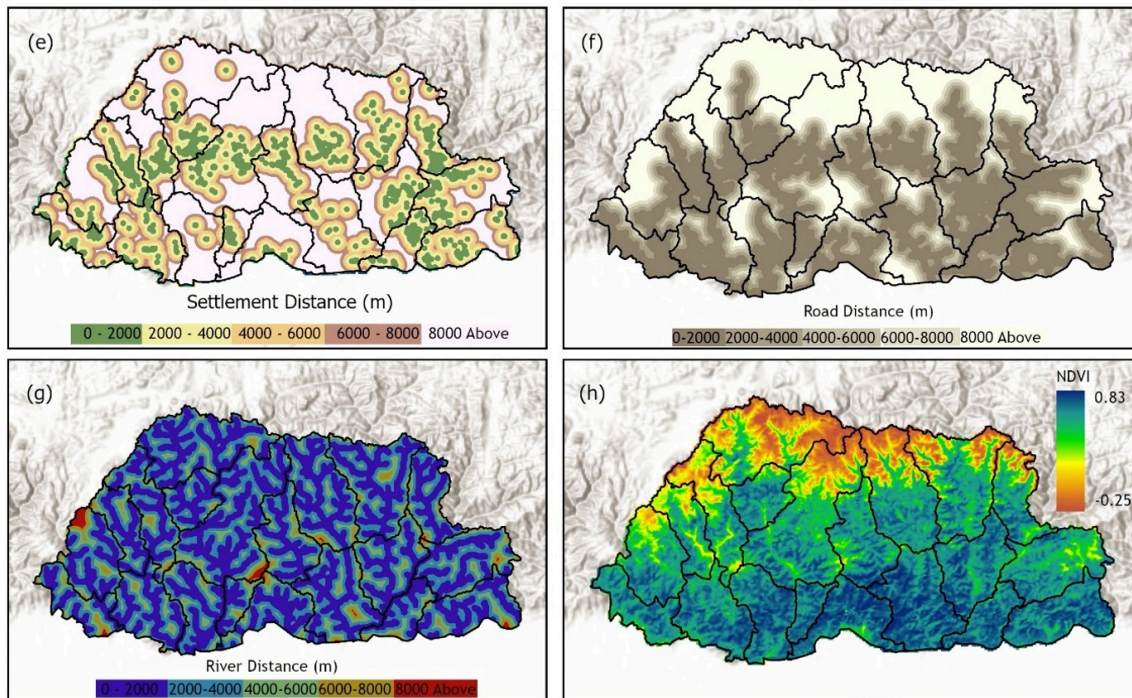 (e)
Settlement Distance (m)
0 - 2000 2000 - 4000 4000 - 6000 6000 - 8000 8000 Above
(f)
Road Distance (m)
0-2000 2000-4000 4000-6000 6000-8000 8000 Above
(g)
River Distance (m)
0 - 2000 2000-4000 4000-6000 6000-8000 8000 Above
(h)
NDVI
0.83
-0.25